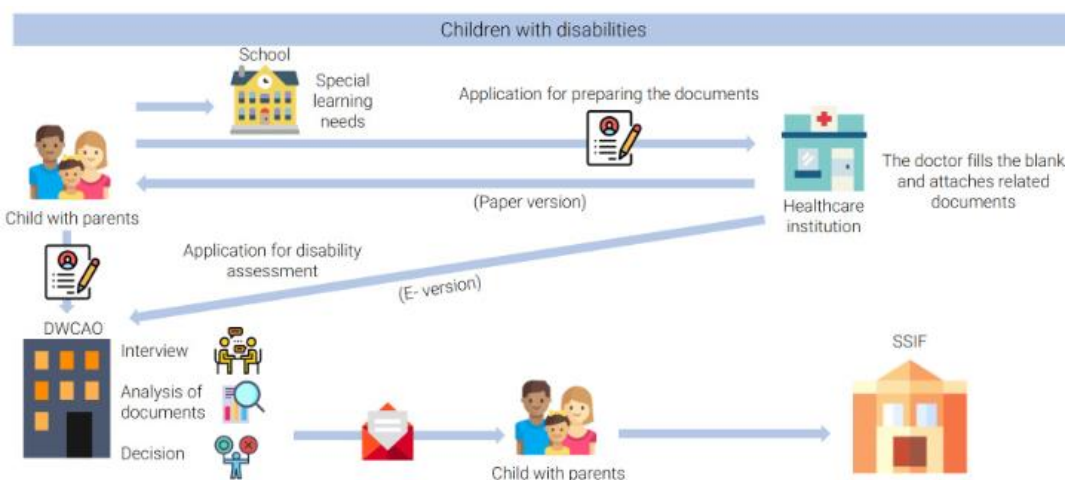 Children with disabilities
School
Special
learning
needs
Application for preparing the documents
The doctor fills the blank
and attaches related
documents
Child with parents
(Paper version)
Healthcare
institution
Application for disability
assessment
(E- version)
DWCAO
Interview
Analysis of
documents
Decision
Child with parents
SSIF